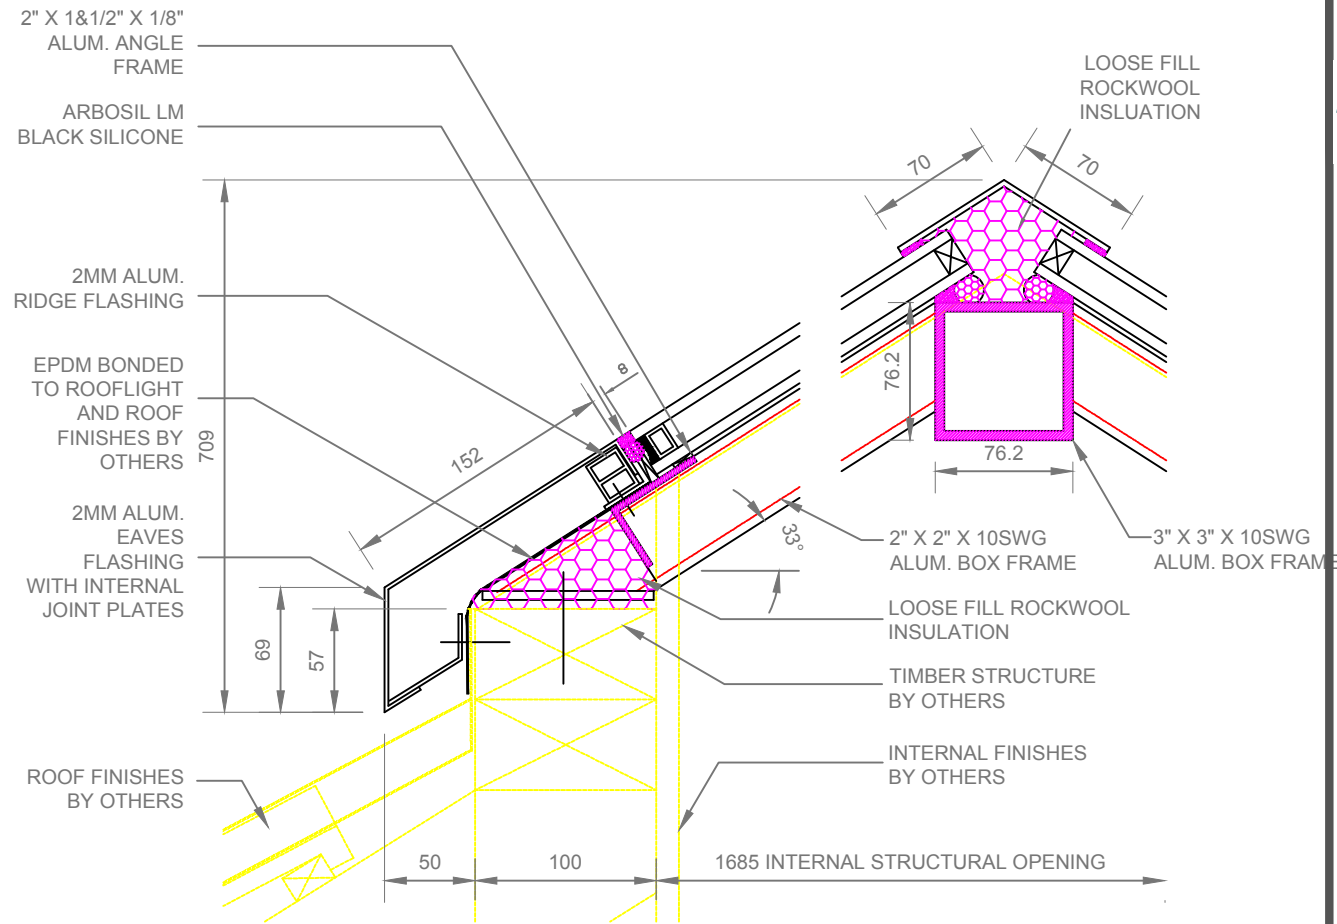 2" X 1&1/2" X 1/8"
ALUM. ANGLE
FRAME
ARBOSIL LM
BLACK SILICONE
2MM ALUM.
RIDGE FLASHING
EPDM BONDED
TO ROOFLIGHT
AND ROOF
FINISHES BY
OTHERS
2MM ALUM.
EAVES
FLASHING
WITH INTERNAL
JOINT PLATES
ROOF FINISHES
BY OTHERS
709
69
57
152
8
33°
50
100
1685 INTERNAL STRUCTURAL OPENING
LOOSE FILL
ROCKWOOL
INSLUATION
70
70
76.2
76.2
2" X 2" X 10SWG
ALUM. BOX FRAME
3" X 3" X 10SWG
ALUM. BOX FRAME
LOOSE FILL ROCKWOOL
INSULATION
TIMBER STRUCTURE
BY OTHERS
INTERNAL FINISHES
BY OTHERS